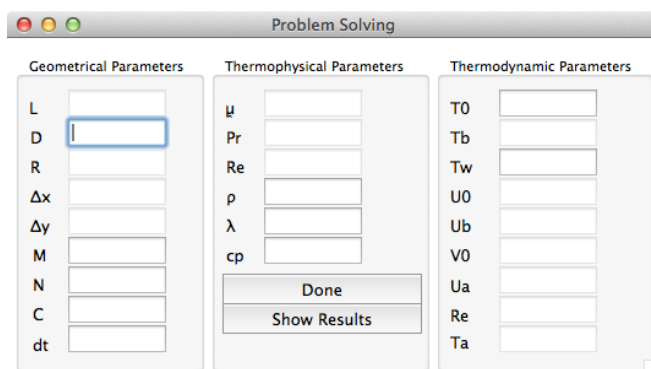 Problem Solving
Geometrical Parameters
L
D
R
Δx
Δy
M
N
C
dt
Thermophysical Parameters
μ
Pr
Re
ρ
λ
cp
Done
Show Results
Thermodynamic Parameters
T0
Tb
Tw
U0
Ub
V0
Ua
Re
Ta